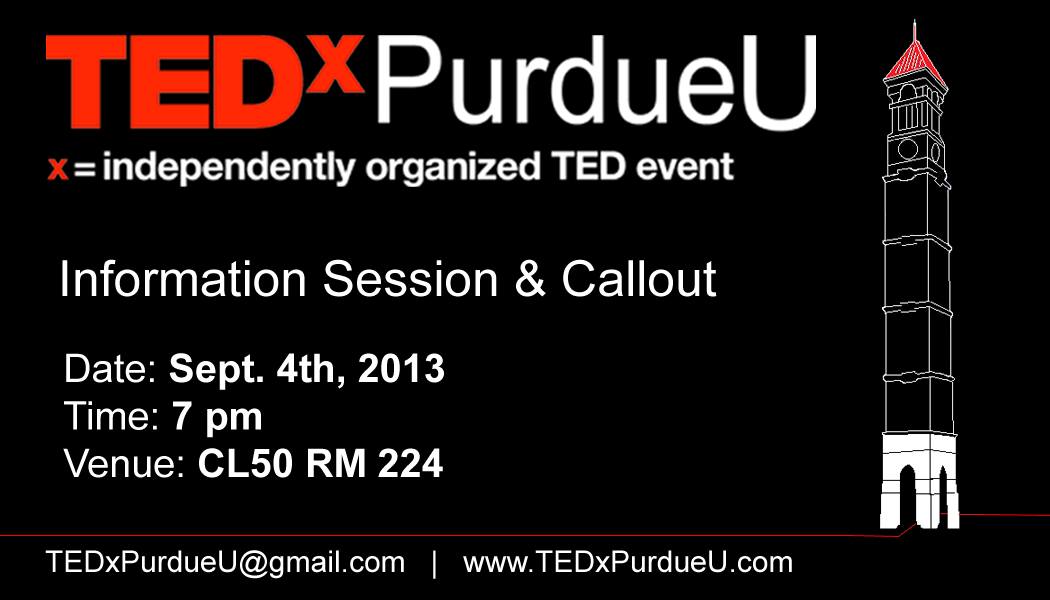 TEDxPurdueU
x = independently organized TED event
Information Session & Callout
Date: Sept. 4th, 2013
Time: 7 pm
Venue: CL50 RM 224
TEDxPurdueU@gmail.com | www.TEDxPurdueU.com